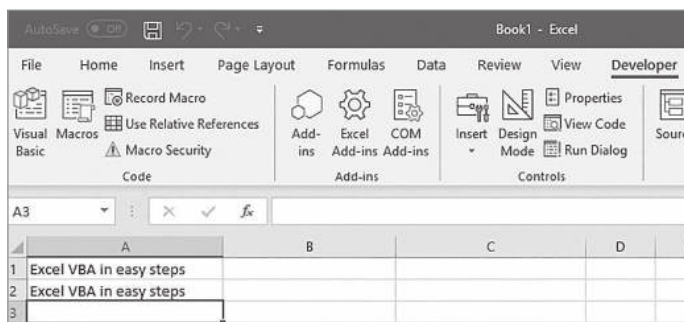 AutoSave Off Book1 - Excel
File Home Insert Page Layout Formulas Data Review View Developer
Visual Basic
Macros
Record Macro
Use Relative References
Macro Security
Code
Add-ins
Excel Add-ins
COM Add-ins
Add-ins
Insert
Design Mode
Properties
View Code
Run Dialog
Controls
A3 fx
A B C D
1 Excel VBA in easy steps
2 Excel VBA in easy steps
3